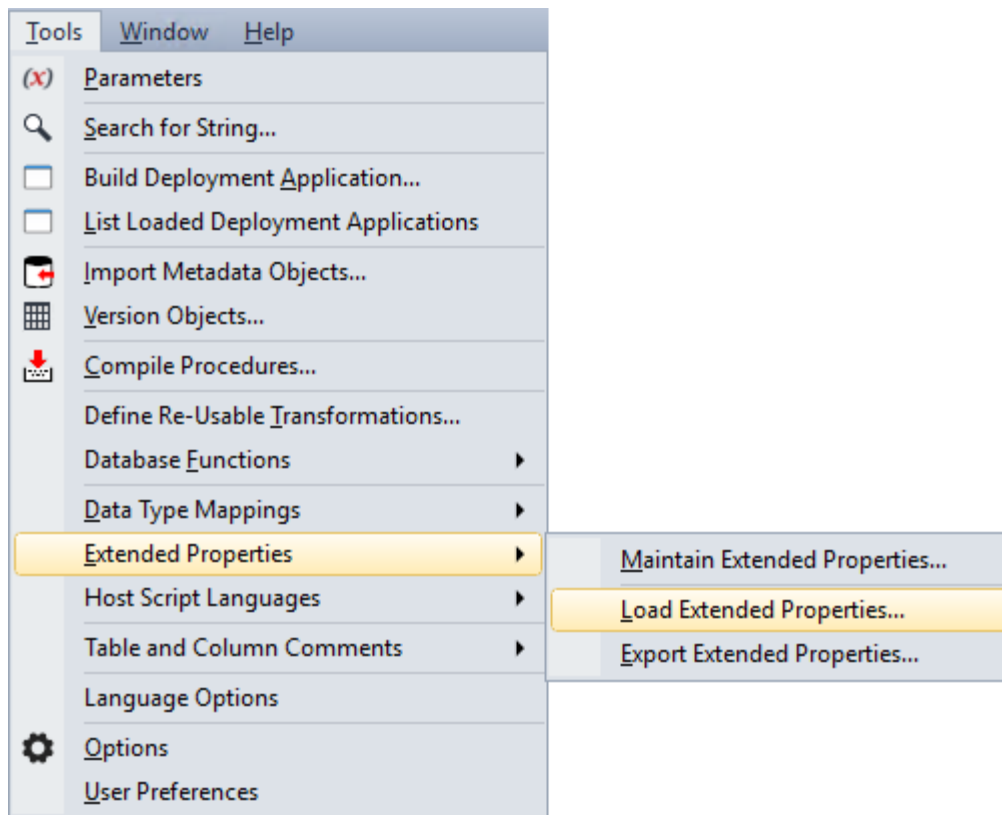 Tools Window Help
(x) Parameters
Search for String...
Build Deployment Application...
List Loaded Deployment Applications
Import Metadata Objects...
Version Objects...
Compile Procedures...
Define Re-Usable Transformations...
Database Functions
Data Type Mappings
Extended Properties
Host Script Languages
Table and Column Comments
Language Options
Options
User Preferences
Maintain Extended Properties...
Load Extended Properties...
Export Extended Properties...